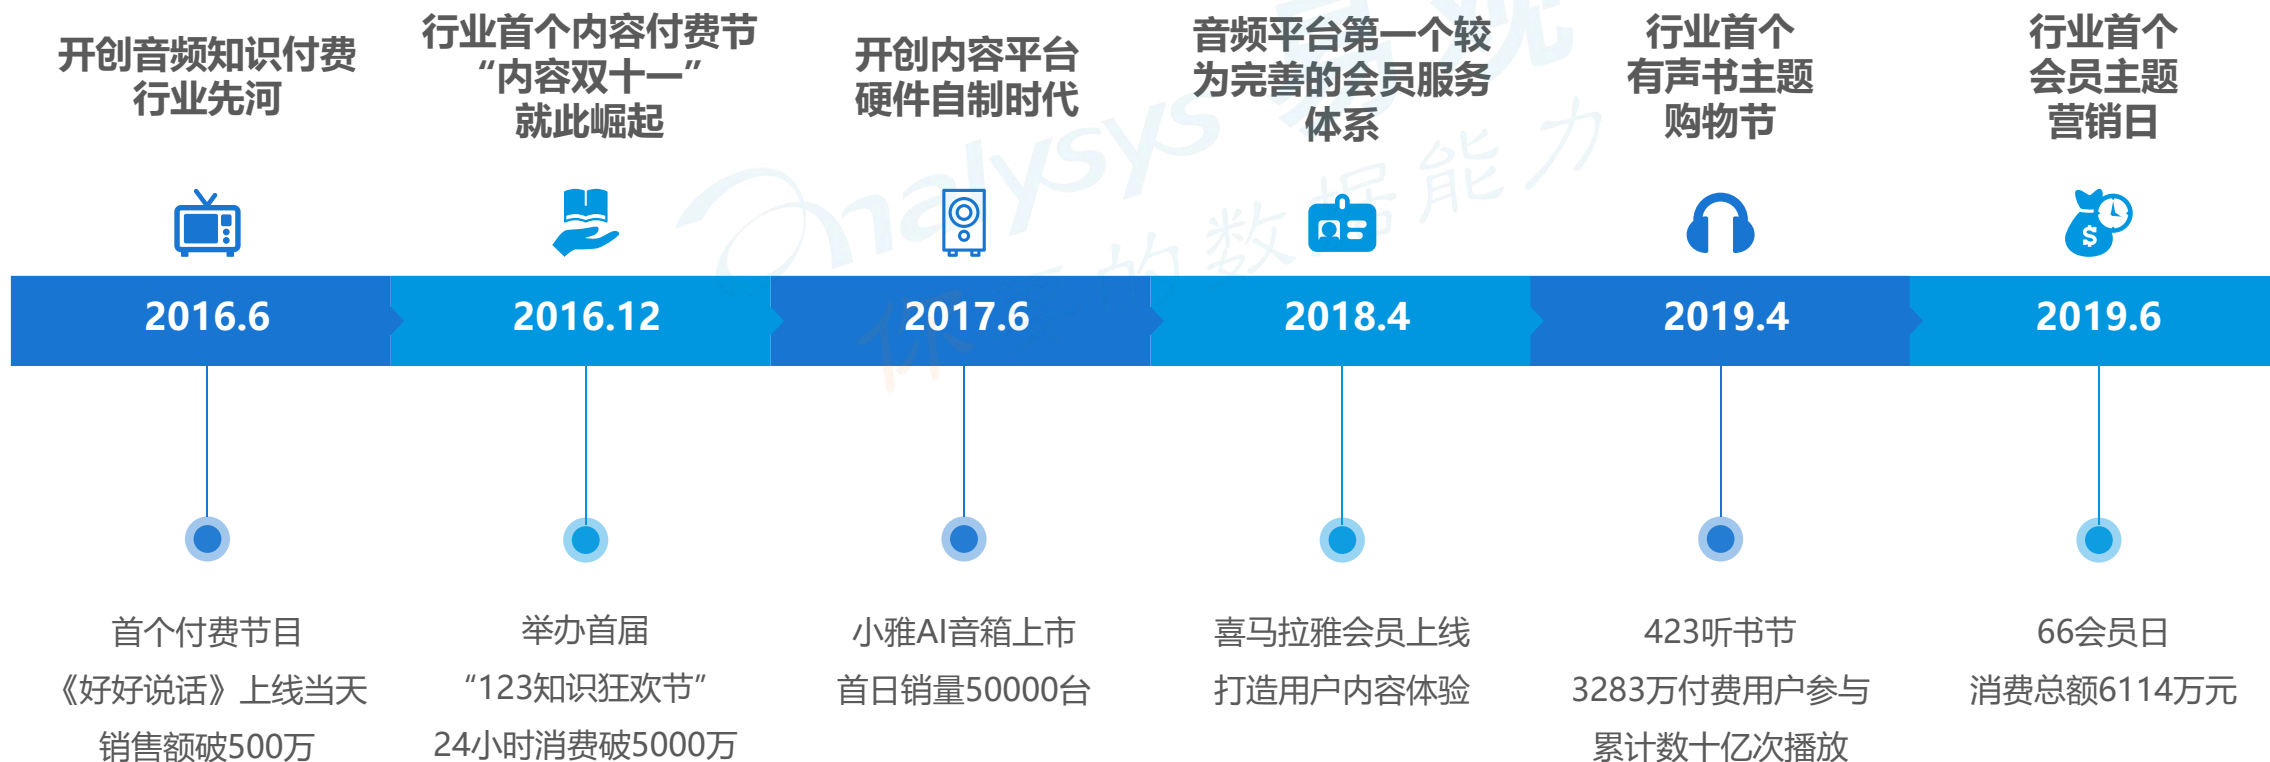 开创音频知识付费
行业先河
行业首个内容付费节
“内容双十一”
就此崛起
开创内容平台
硬件自制时代
音频平台第一个较
为完善的会员服务
体系
行业首个
有声书主题
购物节
行业首个
会员主题
营销日
2016.6
2016.12
2017.6
2018.4
2019.4
2019.6
首个付费节目
《好好说话》上线当天
销售额破500万
举办首届
“123知识狂欢节”
24小时消费破5000万
小雅AI音箱上市
首日销量50000台
喜马拉雅会员上线
打造用户内容体验
423听书节
3283万付费用户参与
累计数十亿次播放
66会员日
消费总额6114万元
analysys 易观
你要的数据能力